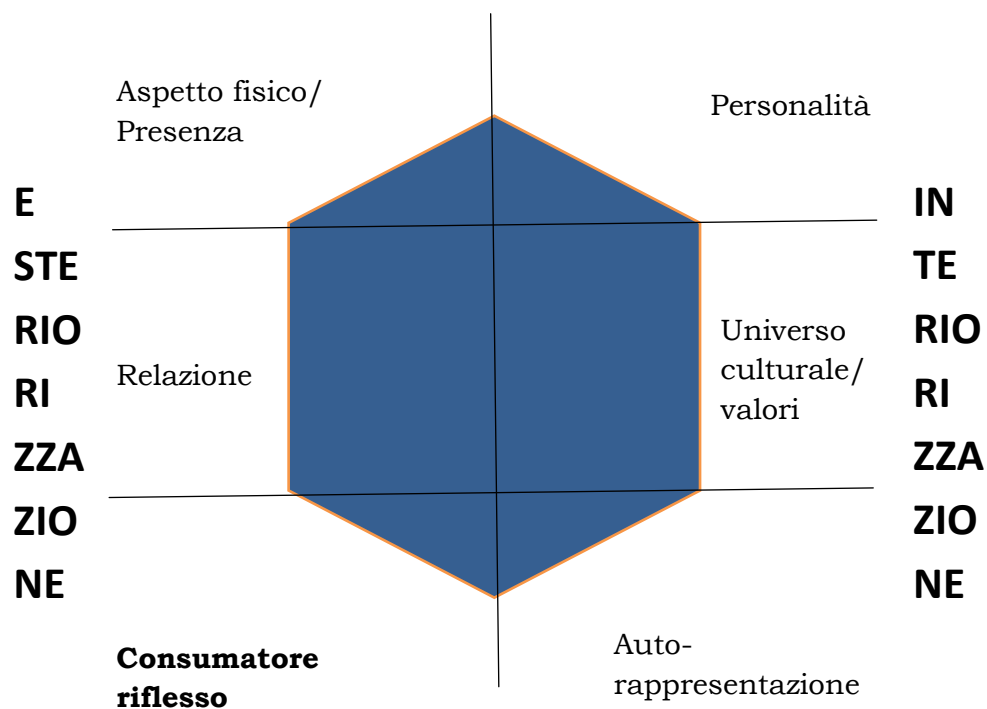 Aspetto fisico/
Presenza
Personalità
E
STE
RIO
RI
ZZA
ZIO
NE
Relazione
Universo
culturale/
valori
IN
TE
RIO
RI
ZZA
ZIO
NE
Consumatore
riflesso
Auto-
rappresentazione